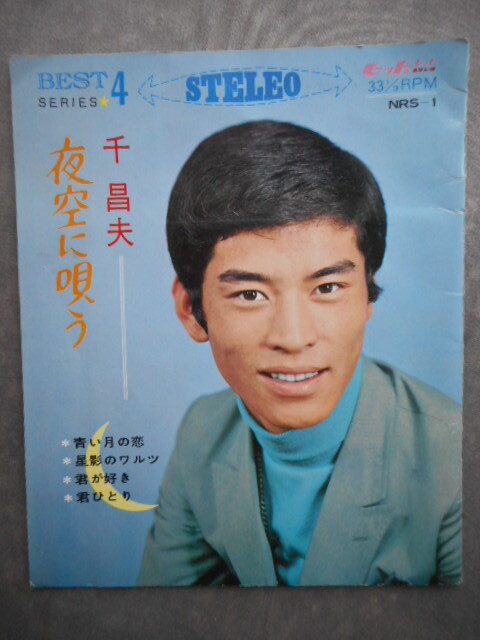 BEST
SERIES★4
STELEO
33⅓RPM
NRS-1
千昌夫
夜空に唄う
*青い月の恋
*星影のワルツ
*君が好き
*君ひとり